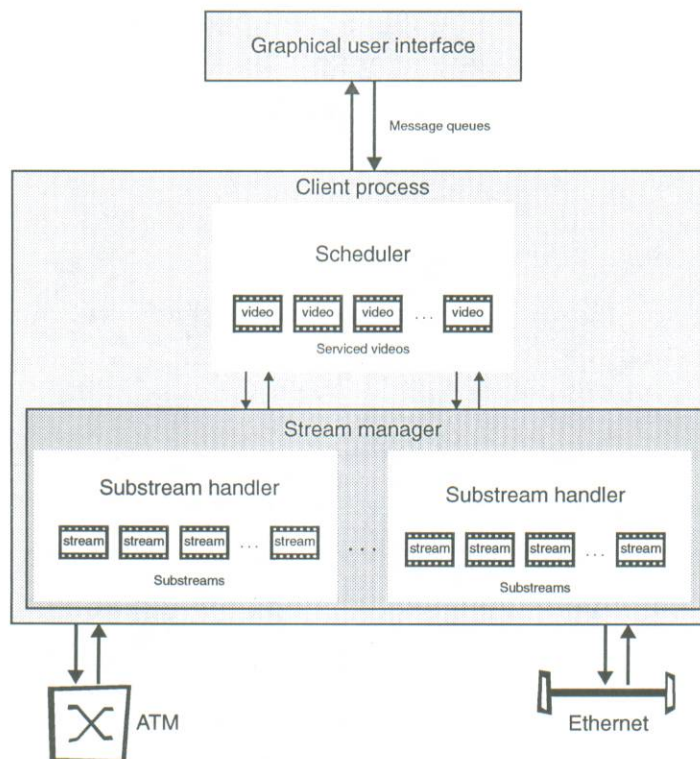 Graphical user interface
Message queues
Client process
Scheduler
video video video ... video
Serviced videos
Stream manager
Substream handler
stream stream stream ... stream
Substreams
...
Substream handler
stream stream stream ... stream
Substreams
ATM
Ethernet